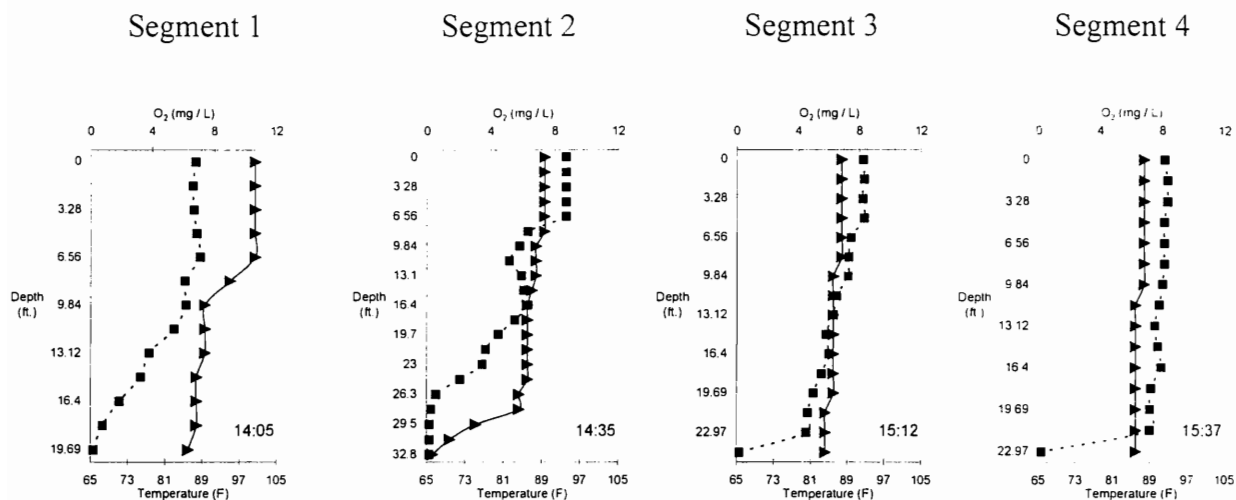 Segment 1 Segment 2 Segment 3 Segment 4
O2 (mg / L) O2 (mg / L) O2 (mg / L) O2 (mg / L)
0 4 8 12 0 4 8 12 0 4 8 12 0 4 8 12
0 0 0 0
3.28 3 28 3 28 3 28
6.56 6 56 6.56 6 56
9.84 9.84 9.84 9 84
13.12 13.1 13.12 13 12
16.4 16.4 16.4 16 4
19.69 19.7 19.69 19 69
23 22.97 22 97
26.3
29.5
32.8
Depth Depth Depth Depth
(ft.) (ft.) (ft.) (ft.)
14:05 14:35 15:12 15:37
65 73 81 89 97 105 65 73 81 89 97 105 65 73 81 89 97 105 65 73 81 89 97 105
Temperature (F) Temperature (F) Temperature (F) Temperature (F)